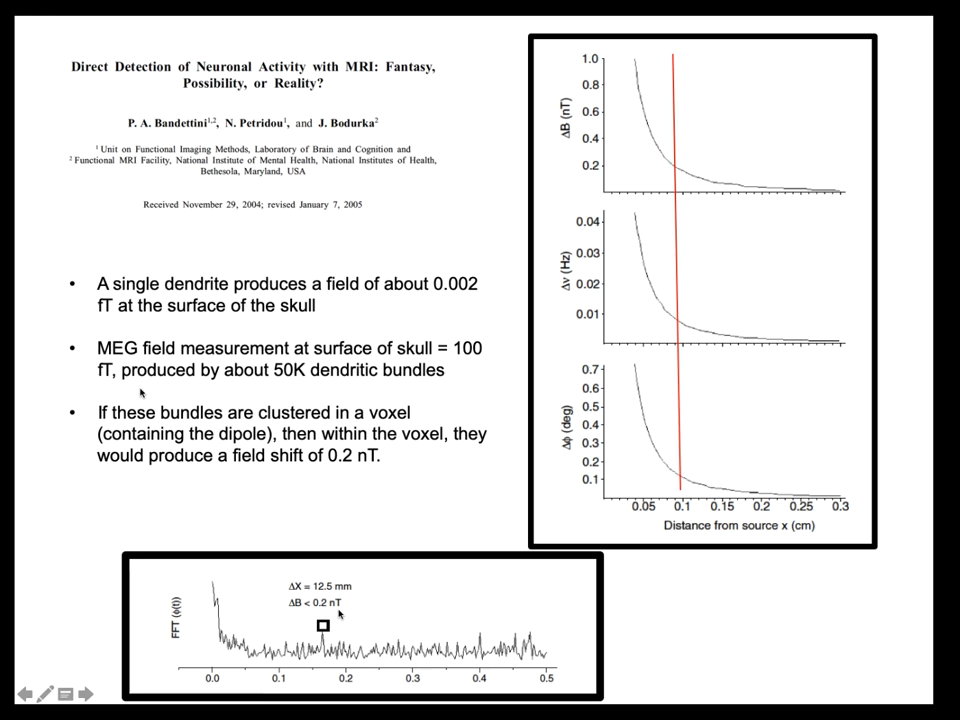 Direct Detection of Neuronal Activity with MRI: Fantasy,
Possibility, or Reality?
P. A. Bandettini1,2, N. Petridou1, and J. Bodurka2
1 Unit on Functional Imaging Methods, Laboratory of Brain and Cognition and
2 Functional MRI Facility, National Institute of Mental Health, National Institutes of Health,
Bethesola, Maryland, USA
Received November 29, 2004; revised January 7, 2005
• A single dendrite produces a field of about 0.002
fT at the surface of the skull
• MEG field measurement at surface of skull = 100
fT, produced by about 50K dendritic bundles
• If these bundles are clustered in a voxel
(containing the dipole), then within the voxel, they
would produce a field shift of 0.2 nT.
ΔB (nT)
1.0
0.8
0.6
0.4
0.2
Δν (Hz)
0.04
0.03
0.02
0.01
Δϕ (deg)
0.7
0.6
0.5
0.4
0.3
0.2
0.1
0.05 0.1 0.15 0.2 0.25 0.3
Distance from source x (cm)
ΔX = 12.5 mm
ΔB < 0.2 nT
FFT (φ(t))
0.0 0.1 0.2 0.3 0.4 0.5